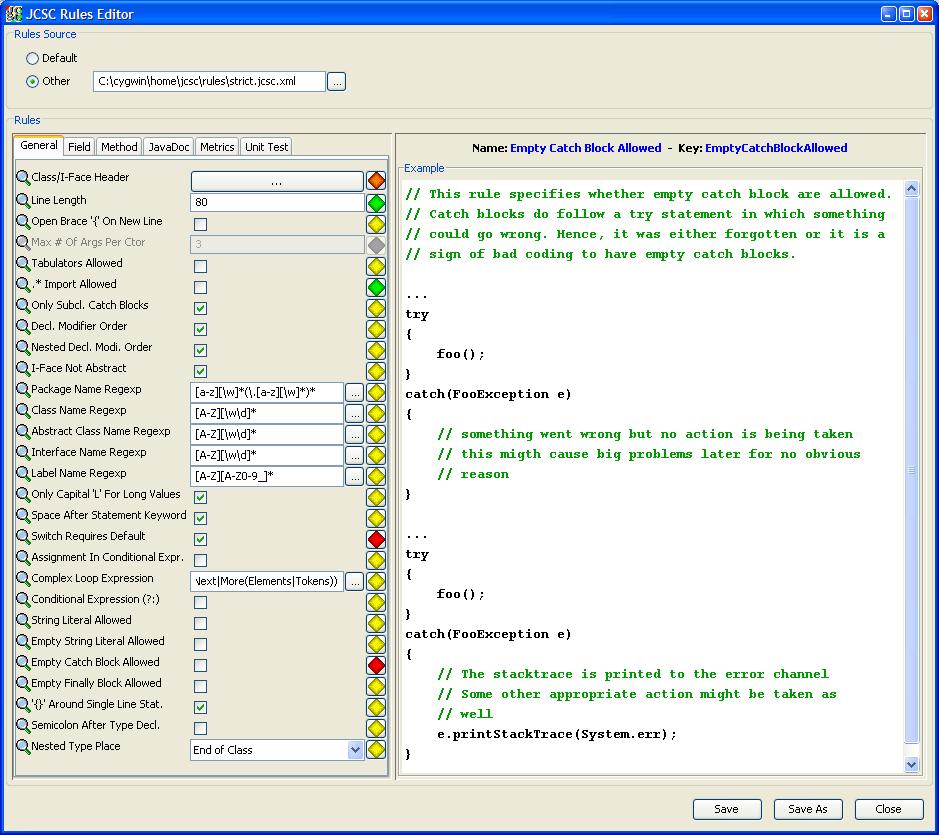 JCSC Rules Editor
Rules Source
Default
Other C:\cygwin\home\jcsc\rules\strict.jcsc.xml ...
Rules
General Field Method JavaDoc Metrics Unit Test
Class/I-Face Header ...
Line Length 80
Open Brace '{' On New Line
Max # Of Args Per Ctor 3
Tabulators Allowed
.* Import Allowed
Only Subcl. Catch Blocks
Decl. Modifier Order
Nested Decl. Modi. Order
I-Face Not Abstract
Package Name Regexp [a-z][\w]*(\.[a-z][\w]*)* ...
Class Name Regexp [A-Z][\w\d]* ...
Abstract Class Name Regexp [A-Z][\w\d]* ...
Interface Name Regexp [A-Z][\w\d]* ...
Label Name Regexp [A-Z][A-Z0-9_]* ...
Only Capital 'L' For Long Values
Space After Statement Keyword
Switch Requires Default
Assignment In Conditional Expr.
Complex Loop Expression Next|More(Elements|Tokens)) ...
Conditional Expression (?:)
String Literal Allowed
Empty String Literal Allowed
Empty Catch Block Allowed
Empty Finally Block Allowed
'{}' Around Single Line Stat.
Semicolon After Type Decl.
Nested Type Place End of Class
Name: Empty Catch Block Allowed - Key: EmptyCatchBlockAllowed
Example
// This rule specifies whether empty catch block are allowed.
// Catch blocks do follow a try statement in which something
// could go wrong. Hence, it was either forgotten or it is a
// sign of bad coding to have empty catch blocks.
...
try
{
foo();
}
catch(FooException e)
{
// something went wrong but no action is being taken
// this migth cause big problems later for no obvious
// reason
}
...
try
{
foo();
}
catch(FooException e)
{
// The stacktrace is printed to the error channel
// Some other appropriate action might be taken as
// well
e.printStackTrace(System.err);
}
Save Save As Close